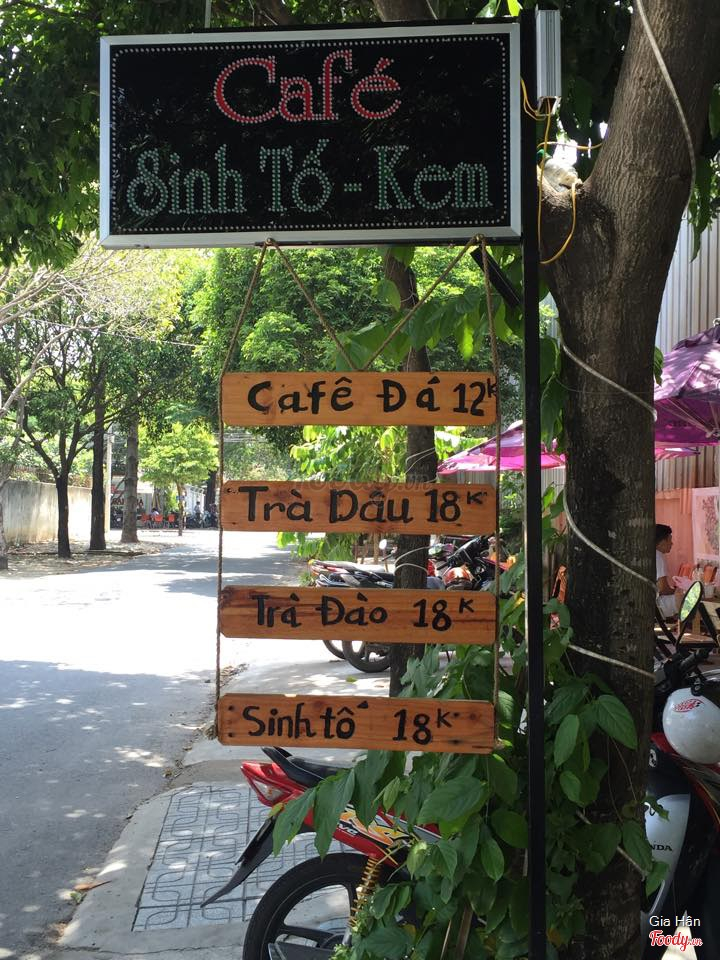 Café
Sinh Tố - Kem
Cafê Đá 12k
Trà Dâu 18K
Trà Đào 18K
Sinh tố 18K
HONDA
Gia Hân
Foody.vn